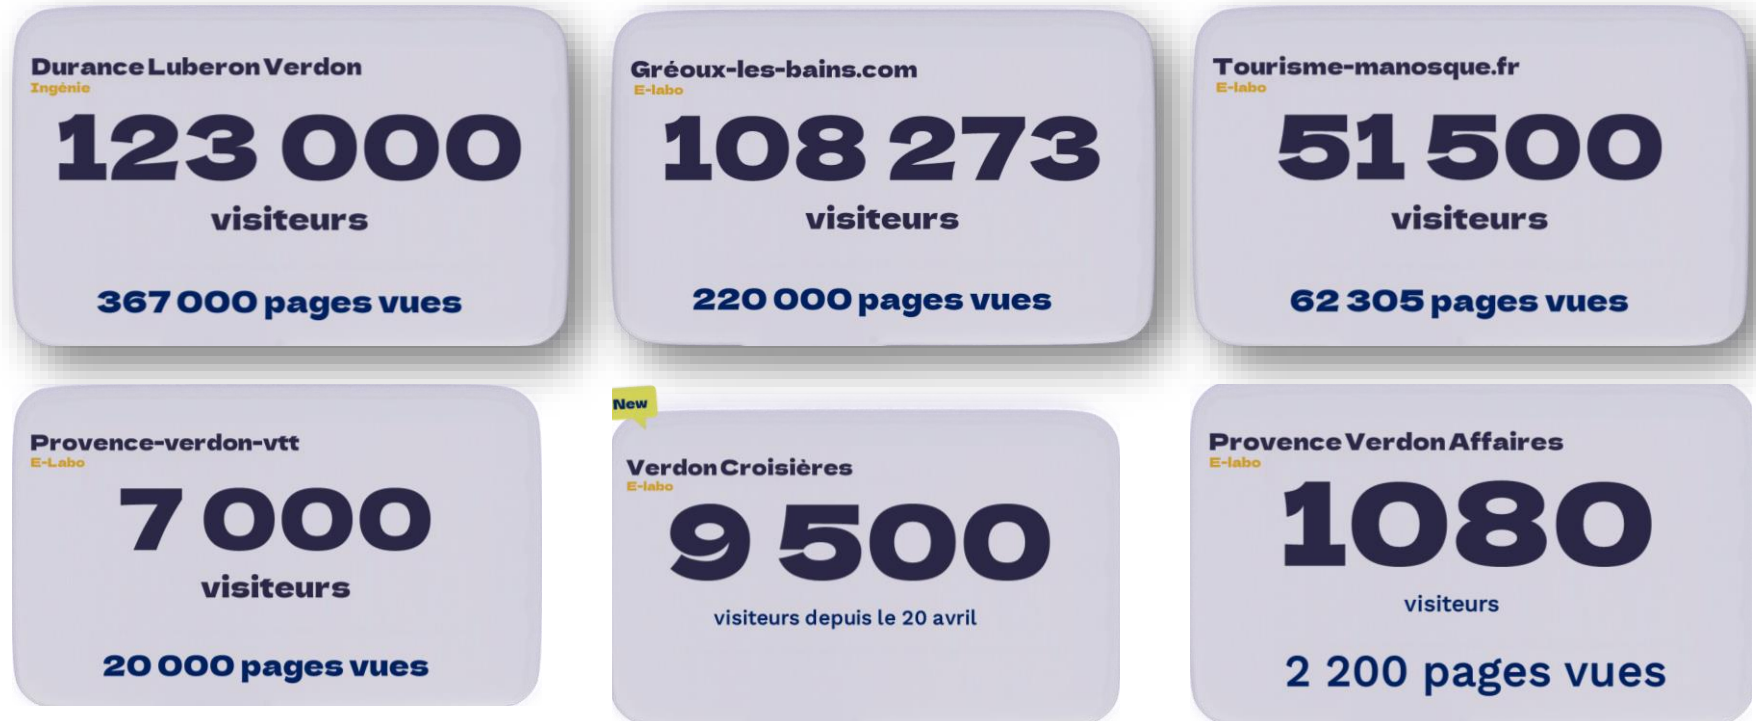 Durance Luberon Verdon
Ingénie
123 000
visiteurs
367 000 pages vues
Gréoux-les-bains.com
E-labo
108 273
visiteurs
220 000 pages vues
Tourisme-manosque.fr
E-labo
51 500
visiteurs
62 305 pages vues
Provence-verdon-vtt
E-Labo
7 000
visiteurs
20 000 pages vues
New
Verdon Croisières
E-labo
9 500
visiteurs depuis le 20 avril
Provence Verdon Affaires
E-labo
1080
visiteurs
2 200 pages vues